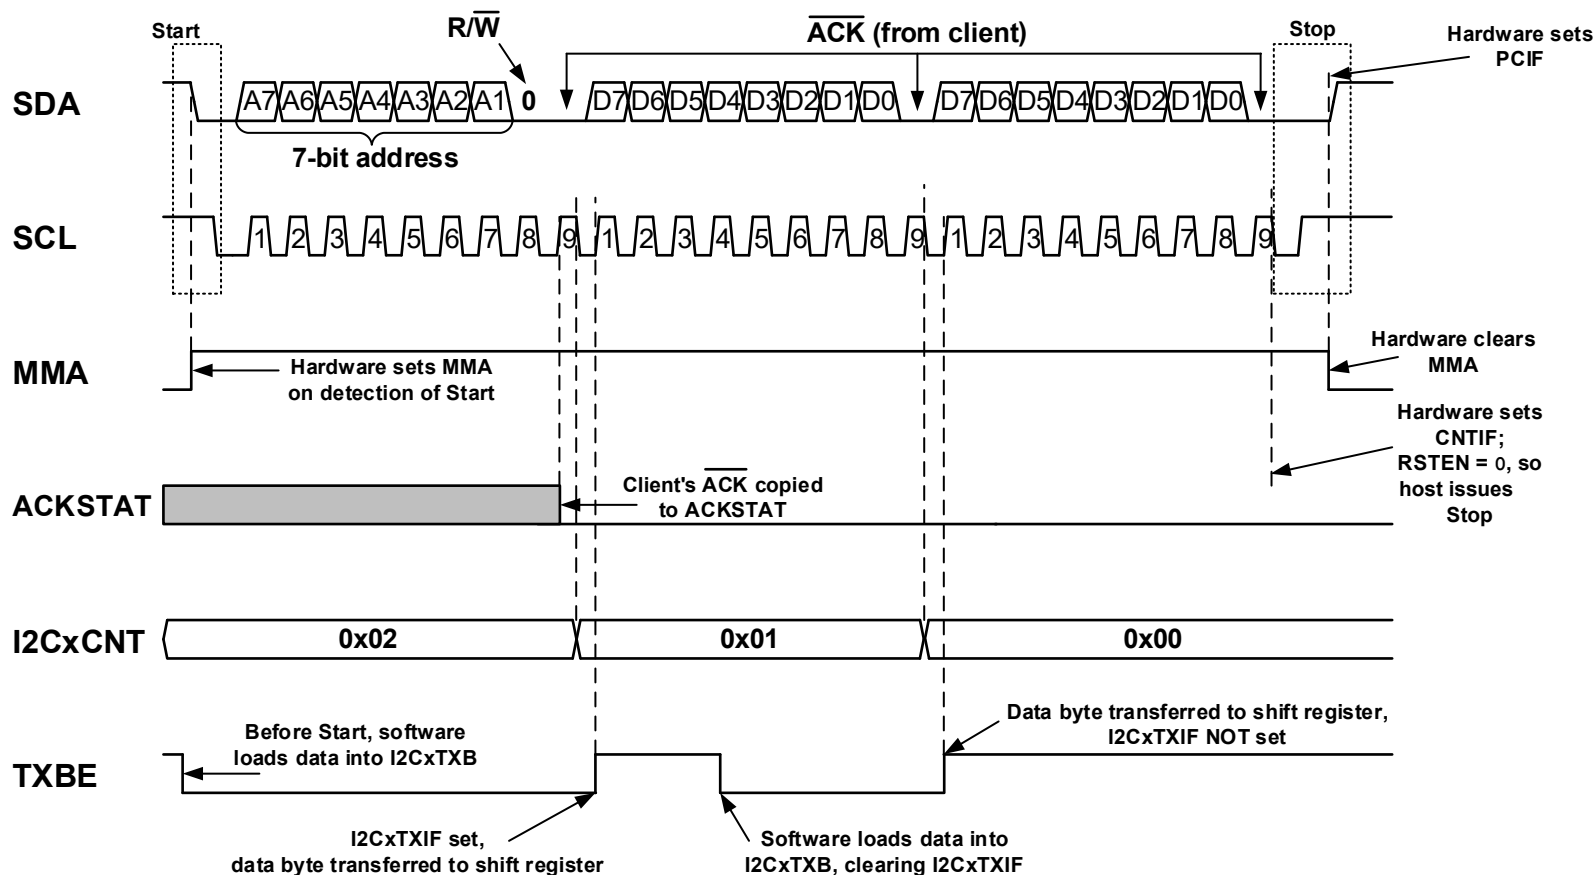 Start
R/W
ACK (from client)
Stop
Hardware sets
PCIF
SDA
A7 A6 A5 A4 A3 A2 A1 0 D7 D6 D5 D4 D3 D2 D1 D0 D7 D6 D5 D4 D3 D2 D1 D0
7-bit address
SCL
1 2 3 4 5 6 7 8 9 1 2 3 4 5 6 7 8 9 1 2 3 4 5 6 7 8 9
MMA
Hardware sets MMA
on detection of Start
Hardware clears
MMA
Hardware sets
CNTIF;
RSTEN = 0, so
host issues
Stop
ACKSTAT
Client's ACK copied
to ACKSTAT
I2CxCNT
0x02 0x01 0x00
TXBE
Before Start, software
loads data into I2CxTXB
Data byte transferred to shift register,
I2CxTXIF NOT set
I2CxTXIF set,
data byte transferred to shift register
Software loads data into
I2CxTXB, clearing I2CxTXIF